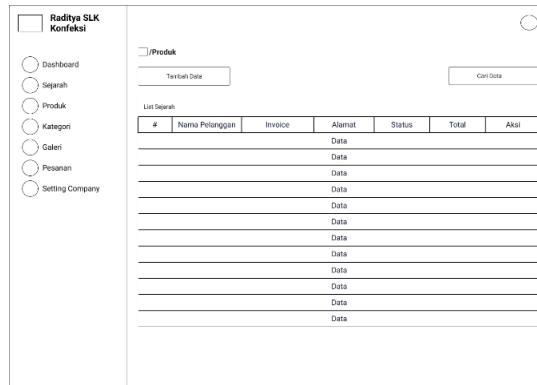 Raditya SLK
Konfeksi
/Produk
Dashboard
Tambah Data
Cari Data
Sejarah
Produk
List Sejarah
Kategori
# Nama Pelanggan Invoice Alamat Status Total Aksi
Galeri
Data
Pesanan
Data
Setting Company
Data
Data
Data
Data
Data
Data
Data
Data
Data
Data